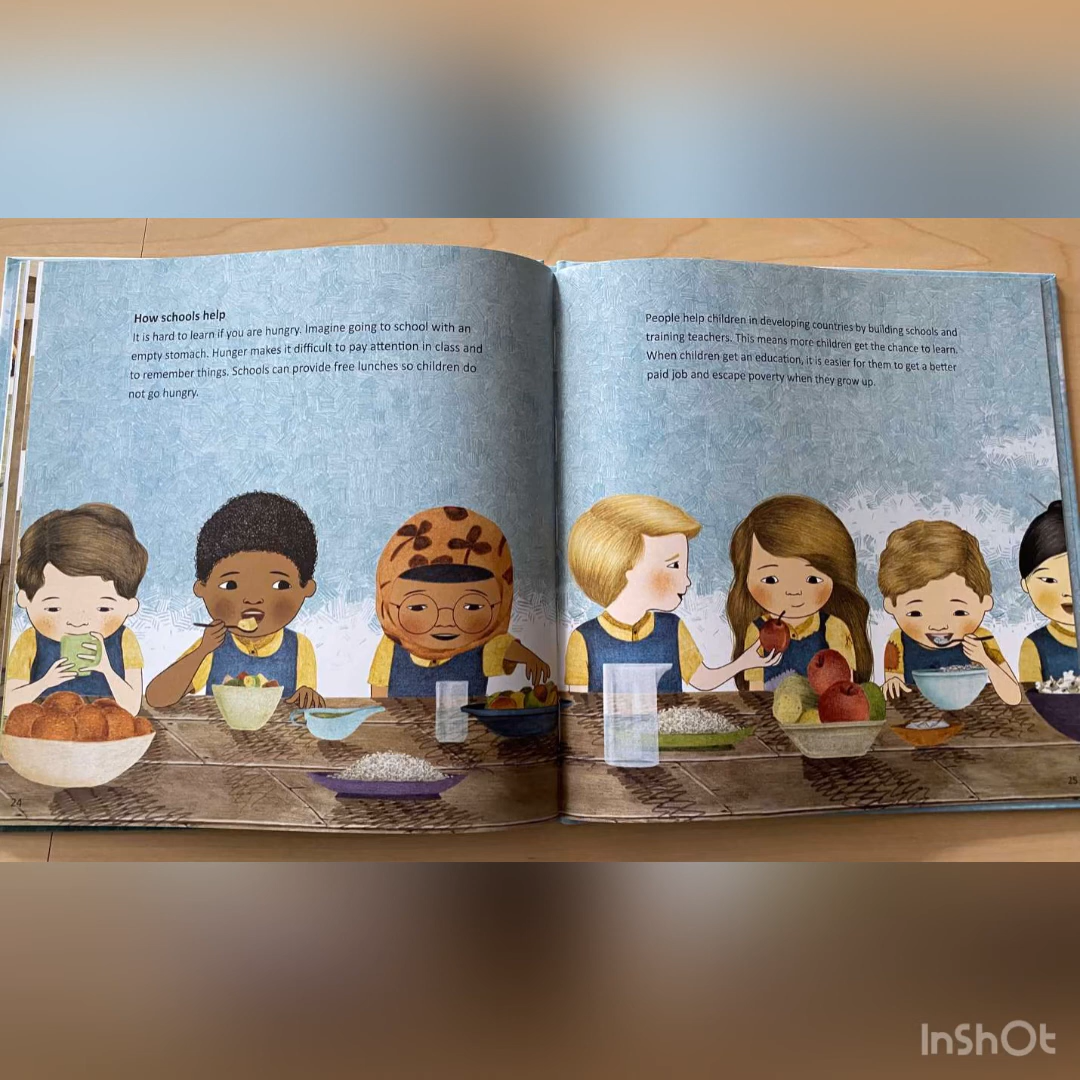 How schools help
It is hard to learn if you are hungry. Imagine going to school with an
empty stomach. Hunger makes it difficult to pay attention in class and
to remember things. Schools can provide free lunches so children do
not go hungry.
24
People help children in developing countries by building schools and
training teachers. This means more children get the chance to learn.
When children get an education, it is easier for them to get a better
paid job and escape poverty when they grow up.
25
InShOt